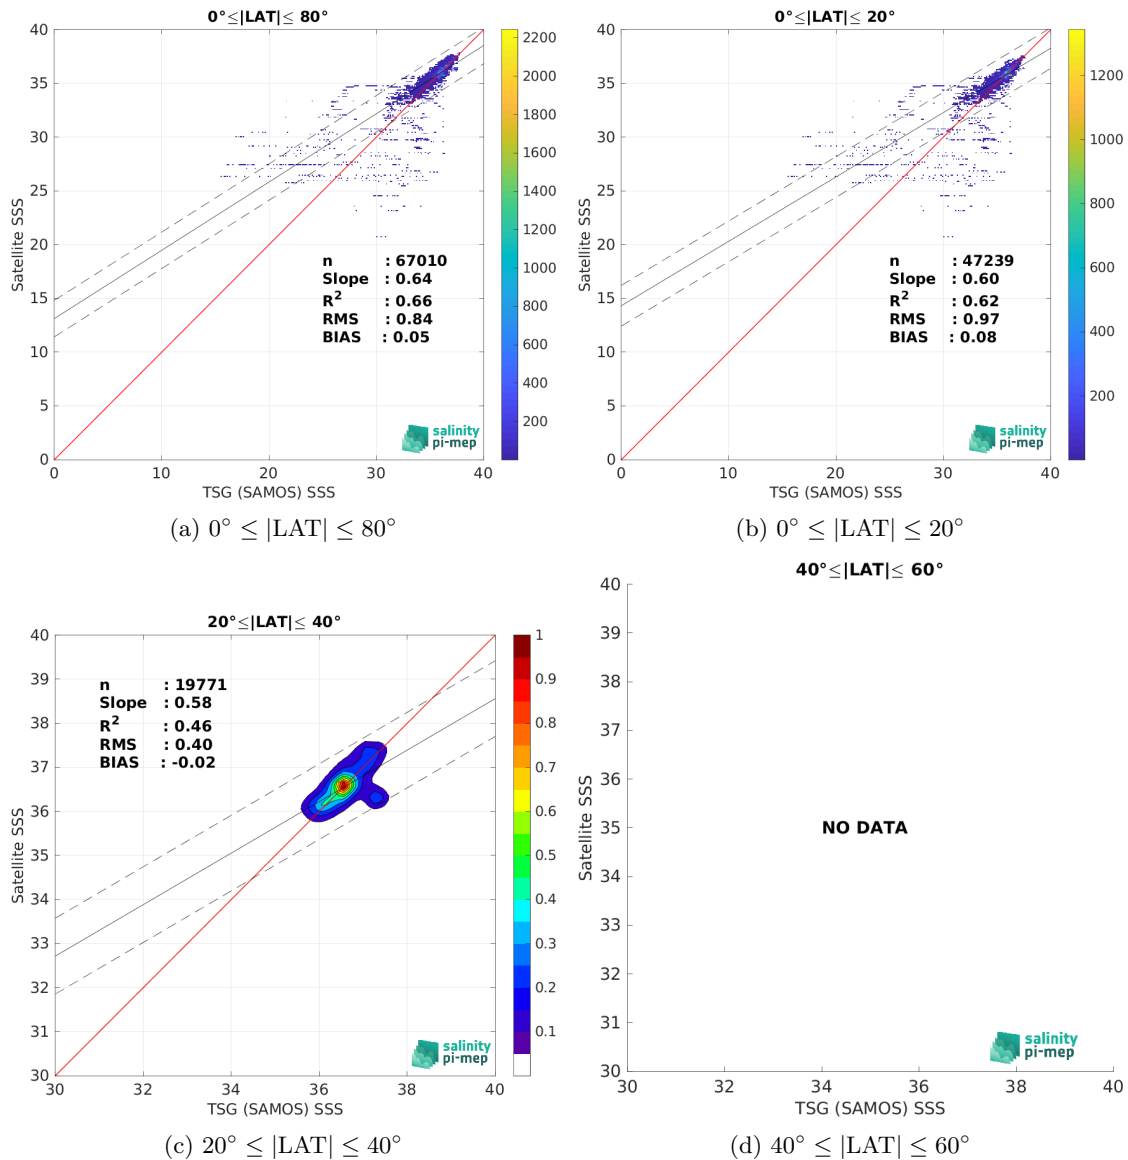 0°≤|LAT|≤ 80°
40
35
30
25
20
15
10
5
0
0
10
20
30
40
Satellite SSS
TSG (SAMOS) SSS
n : 67010
Slope : 0.64
R² : 0.66
RMS : 0.84
BIAS : 0.05
salinity
pi-mep
2200
2000
1800
1600
1400
1200
1000
800
600
400
200
(a) 0° ≤ |LAT| ≤ 80°
0°≤|LAT|≤ 20°
40
35
30
25
20
15
10
5
0
0
10
20
30
40
Satellite SSS
TSG (SAMOS) SSS
n : 47239
Slope : 0.60
R² : 0.62
RMS : 0.97
BIAS : 0.08
salinity
pi-mep
1200
1000
800
600
400
200
(b) 0° ≤ |LAT| ≤ 20°
20°≤|LAT|≤ 40°
40
39
38
37
36
35
34
33
32
31
30
30
32
34
36
38
40
Satellite SSS
TSG (SAMOS) SSS
n : 19771
Slope : 0.58
R² : 0.46
RMS : 0.40
BIAS : -0.02
salinity
pi-mep
1
0.9
0.8
0.7
0.6
0.5
0.4
0.3
0.2
0.1
(c) 20° ≤ |LAT| ≤ 40°
40°≤|LAT|≤ 60°
40
39
38
37
36
35
34
33
32
31
30
30
32
34
36
38
40
Satellite SSS
TSG (SAMOS) SSS
NO DATA
salinity
pi-mep
(d) 40° ≤ |LAT| ≤ 60°